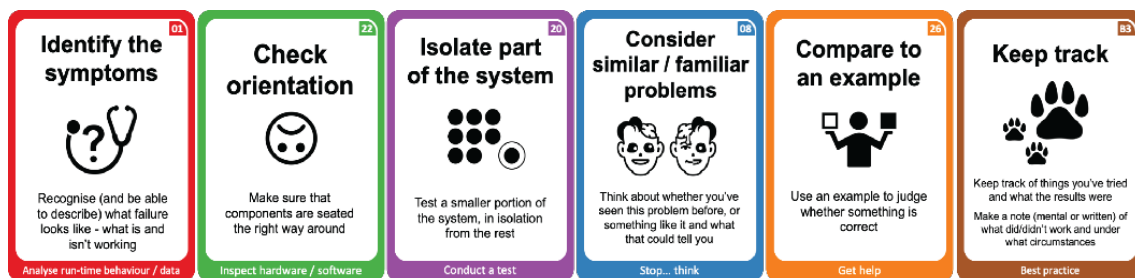 01
Identify the
symptoms
?
Recognise (and be able
to describe) what failure
looks like - what is and
isn't working
Analyse run-time behaviour / data
22
Check
orientation
Make sure that
components are seated
the right way around
Inspect hardware / software
20
Isolate part
of the system
Test a smaller portion of
the system, in isolation
from the rest
Conduct a test
08
Consider
similar / familiar
problems
Think about whether you've
seen this problem before, or
something like it and what
that could tell you
Stop... think
26
Compare to
an example
Use an example to judge
whether something is
correct
Get help
B3
Keep track
Keep track of things you've tried
and what the results were
Make a note (mental or written) of
what did/didn't work and under
what circumstances
Best practice